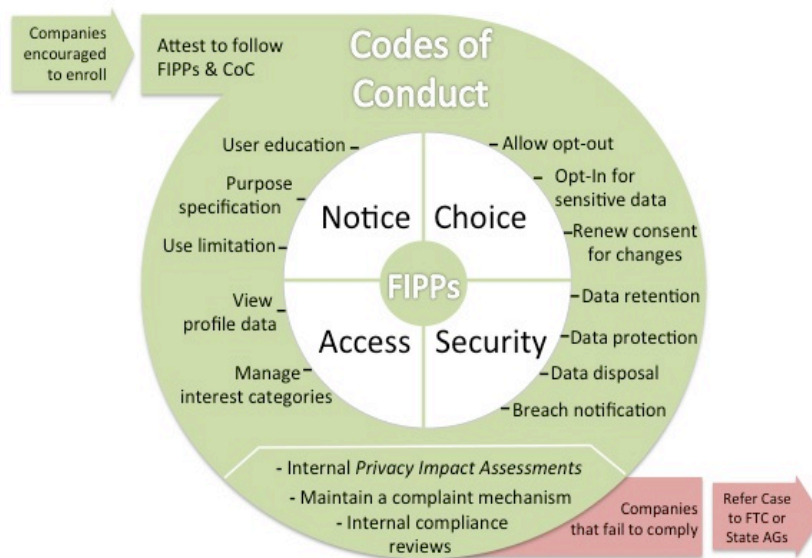 Companies
encouraged
to enroll
Attest to follow
FIPPs & CoC
Codes of
Conduct
User education
Purpose
specification
Use limitation
View
profile data
Manage
interest categories
Notice
Choice
FIPPs
Access
Security
Allow opt-out
Opt-In for
sensitive data
Renew consent
for changes
Data retention
Data protection
Data disposal
Breach notification
- Internal Privacy Impact Assessments
- Maintain a complaint mechanism
- Internal compliance
reviews
Companies
that fail to comply
Refer Case
to FTC or
State AGs